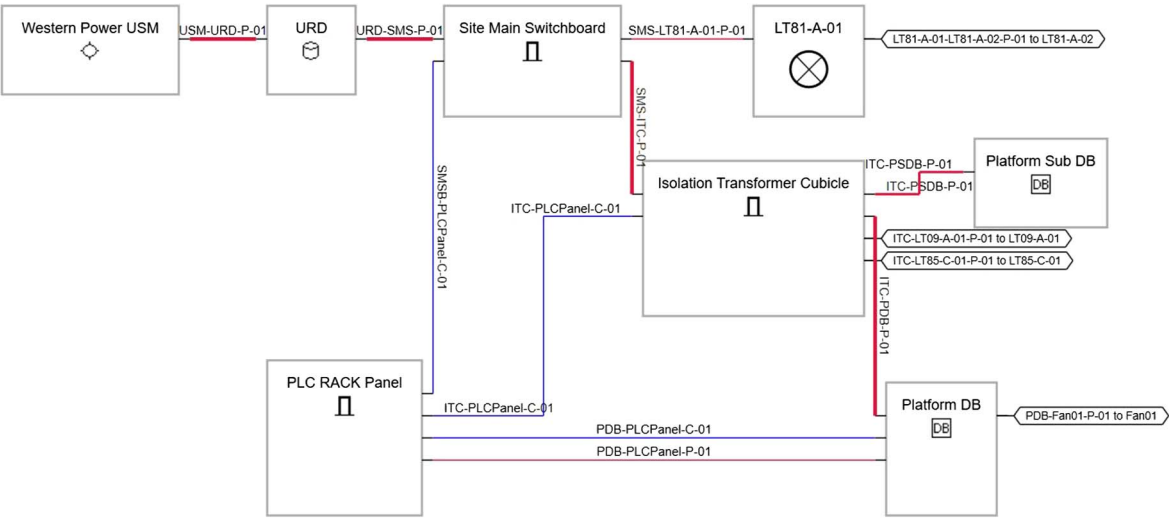 Western Power USM
USM-URD-P-01
URD
URD-SMS-P-01
Site Main Switchboard
SMS-LT81-A-01-P-01
LT81-A-01
LT81-A-01-LT81-A-02-P-01 to LT81-A-02
SMS-ITC-P-01
SMSB-PLCPanel-C-01
Isolation Transformer Cubicle
ITC-PSDB-P-01
ITC-PSDB-P-01
Platform Sub DB
DB
ITC-PLCPanel-C-01
ITC-LT09-A-01-P-01 to LT09-A-01
ITC-LT85-C-01-P-01 to LT85-C-01
ITC-PDB-P-01
PLC RACK Panel
ITC-PLCPanel-C-01
PDB-PLCPanel-C-01
PDB-PLCPanel-P-01
Platform DB
DB
PDB-Fan01-P-01 to Fan01